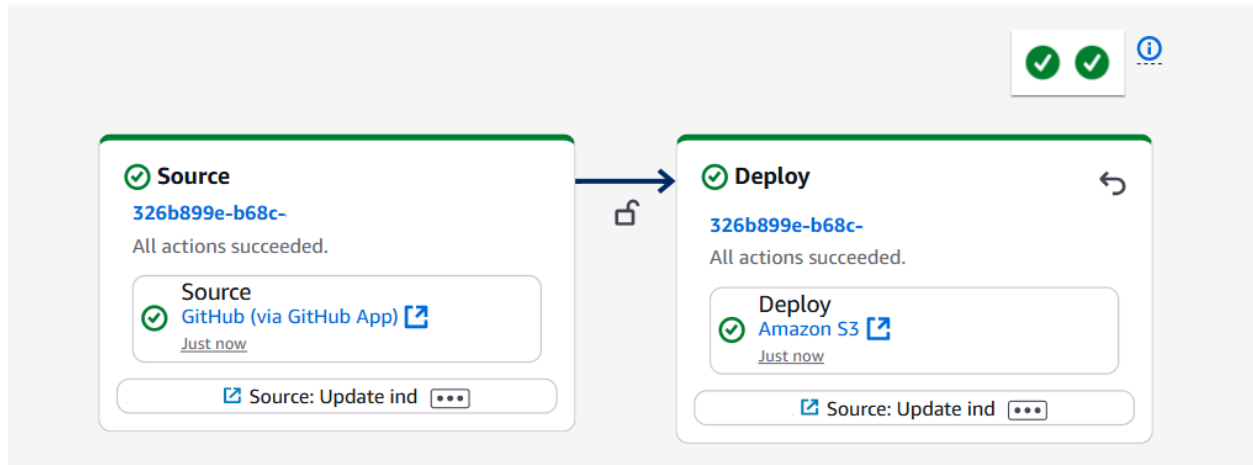 Source
326b899e-b68c-
All actions succeeded.
Source
GitHub (via GitHub App)
Just now
Source: Update ind
Deploy
326b899e-b68c-
All actions succeeded.
Deploy
Amazon S3
Just now
Source: Update ind